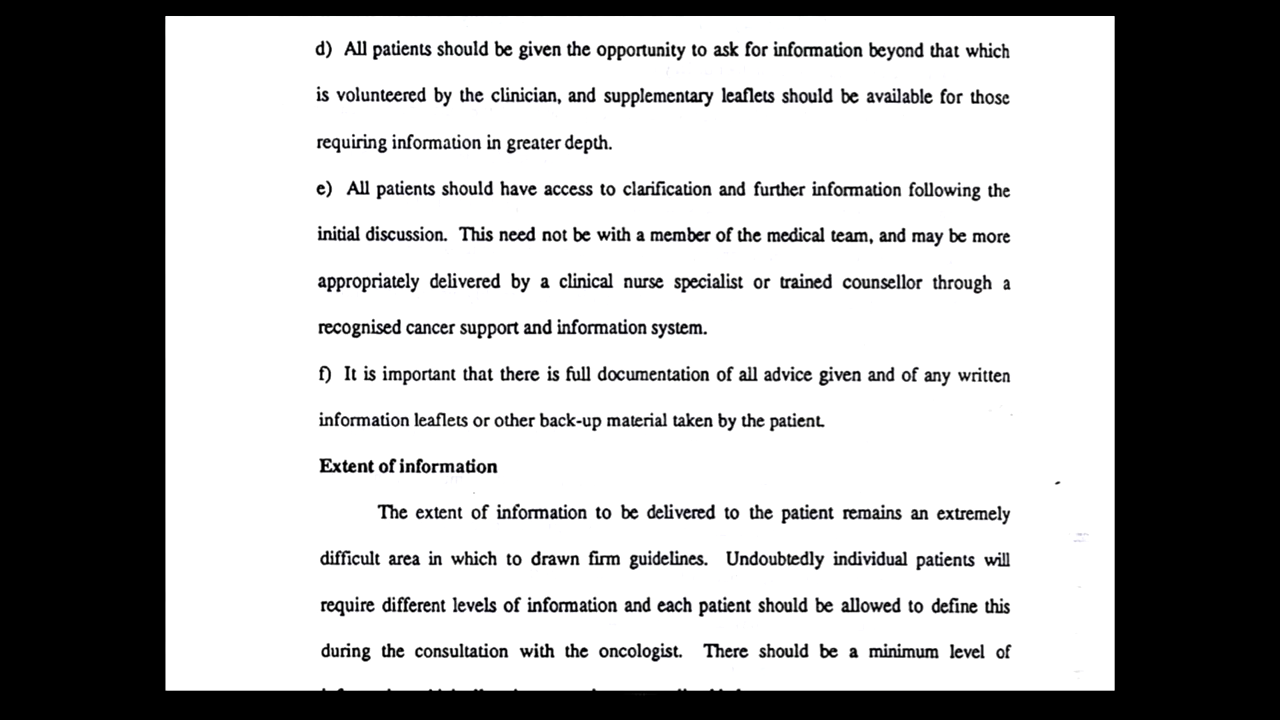 d) All patients should be given the opportunity to ask for information beyond that which
is volunteered by the clinician, and supplementary leaflets should be available for those
requiring information in greater depth.
e) All patients should have access to clarification and further information following the
initial discussion. This need not be with a member of the medical team, and may be more
appropriately delivered by a clinical nurse specialist or trained counsellor through a
recognised cancer support and information system.
f) It is important that there is full documentation of all advice given and of any written
information leaflets or other back-up material taken by the patient.
Extent of information
The extent of information to be delivered to the patient remains an extremely
difficult area in which to drawn firm guidelines. Undoubtedly individual patients will
require different levels of information and each patient should be allowed to define this
during the consultation with the oncologist. There should be a minimum level of